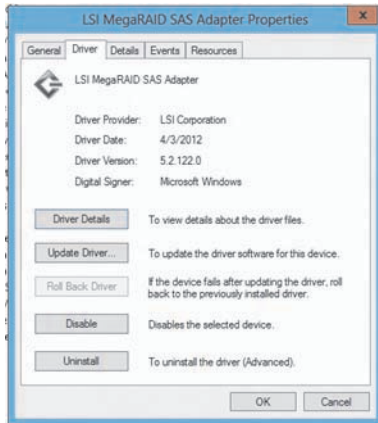 LSI MegaRAID SAS Adapter Properties
x
General Driver Details Events Resources
LSI MegaRAID SAS Adapter
Driver Provider: LSI Corporation
Driver Date: 4/3/2012
Driver Version: 5.2.122.0
Digital Signer: Microsoft Windows
Driver Details To view details about the driver files.
Update Driver... To update the driver software for this device.
Roll Back Driver If the device fails after updating the driver, roll
back to the previously installed driver.
Disable Disables the selected device.
Uninstall To uninstall the driver (Advanced).
OK Cancel